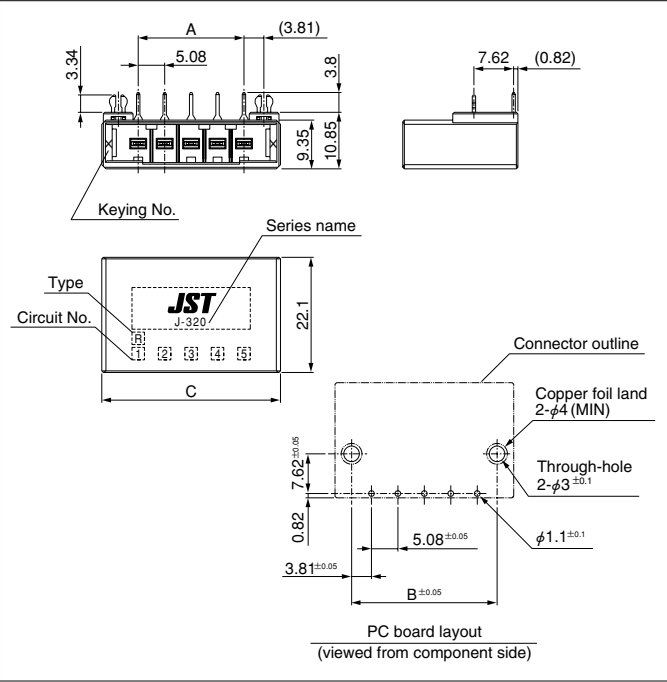 A
(3.81)
5.08
3.34
3.8
9.35
10.85
7.62
(0.82)
Keying No.
Series name
Type
Circuit No.
JST
J-320
R
1 2 3 4 5
22.1
C
Connector outline
Copper foil land
2-φ4 (MIN)
Through-hole
2-φ3 ±0.1
7.62±0.05
0.82
φ1.1±0.1
5.08±0.05
3.81±0.05
B±0.05
PC board layout
(viewed from component side)